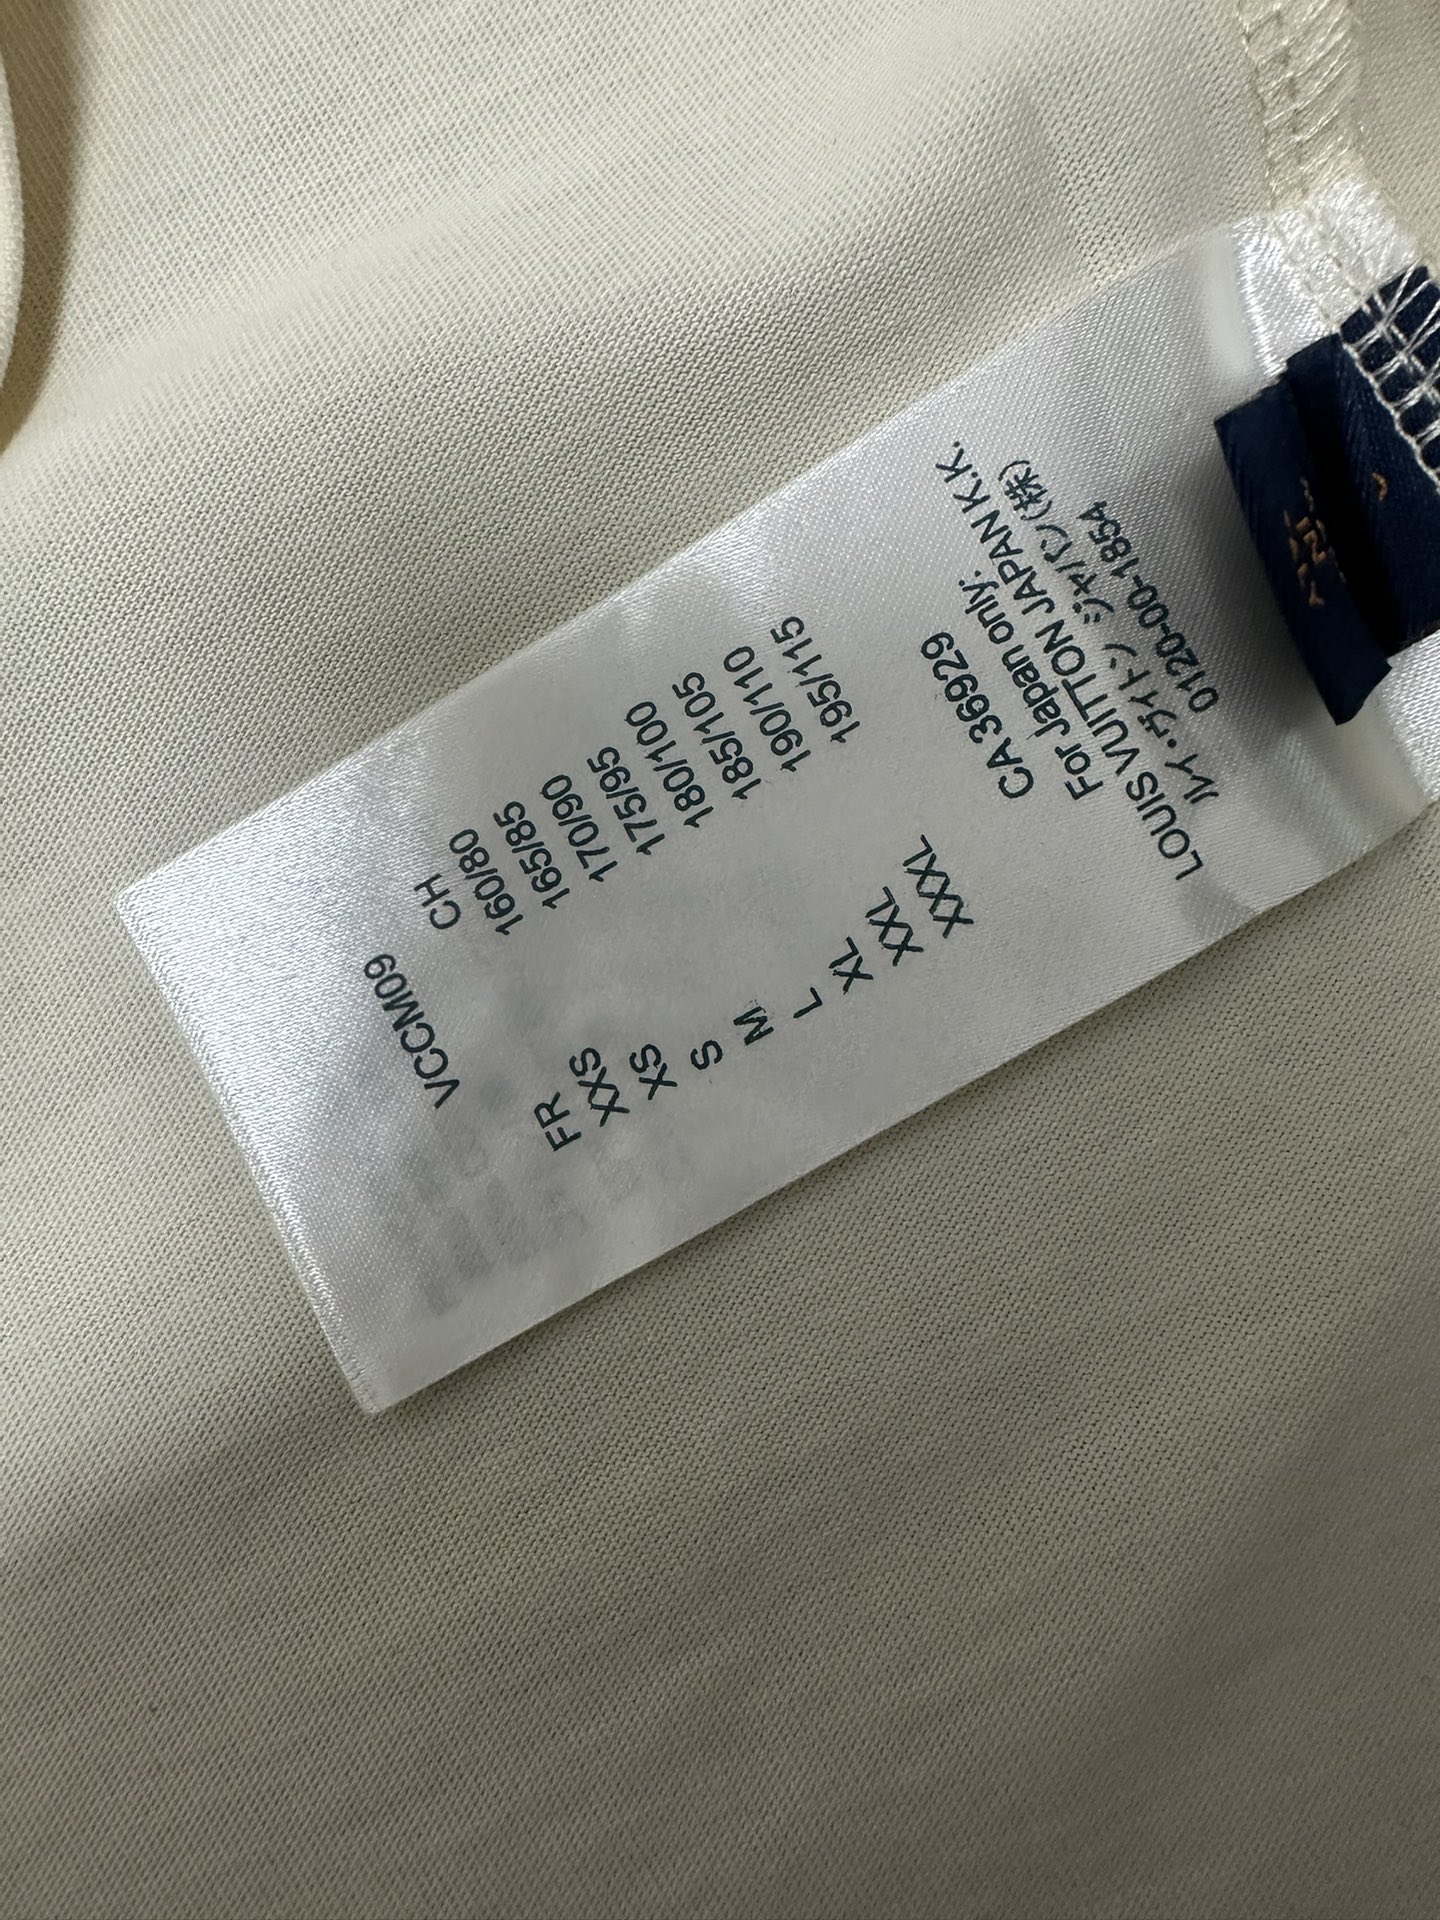 VCCM09
FR CH
XXS 160/80
XS 165/85
S 170/90
M 175/95
L 180/100
XL 185/105
XXL 190/110
XXXL 195/115
CA 36929
For Japan only:
LOUIS VUITTON JAPAN K.K.
ルイ・ヴィトン ジャパン(株)
0120-00-1854